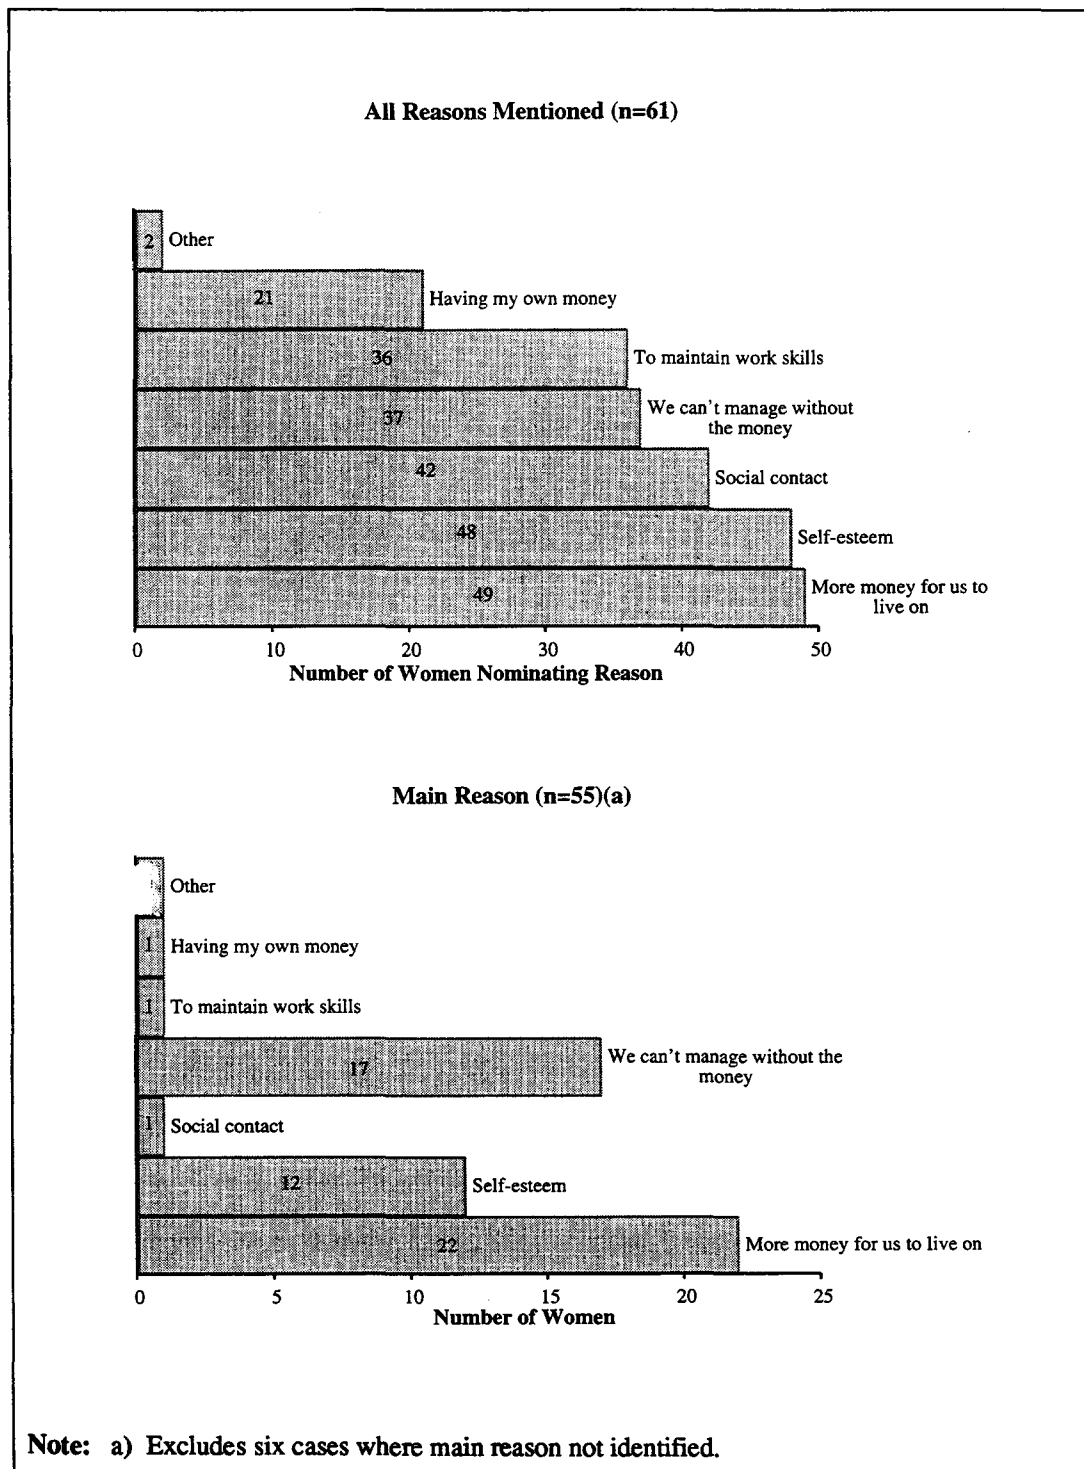 All Reasons Mentioned (n=61)
2 Other
21 Having my own money
36 To maintain work skills
37 We can't manage without
the money
42 Social contact
48 Self-esteem
49 More money for us to
live on
0 10 20 30 40 50
Number of Women Nominating Reason
Main Reason (n=55)(a)
Other
1 Having my own money
1 To maintain work skills
17 We can't manage without the
money
1 Social contact
12 Self-esteem
22 More money for us to live on
0 5 10 15 20 25
Number of Women
Note: a) Excludes six cases where main reason not identified.